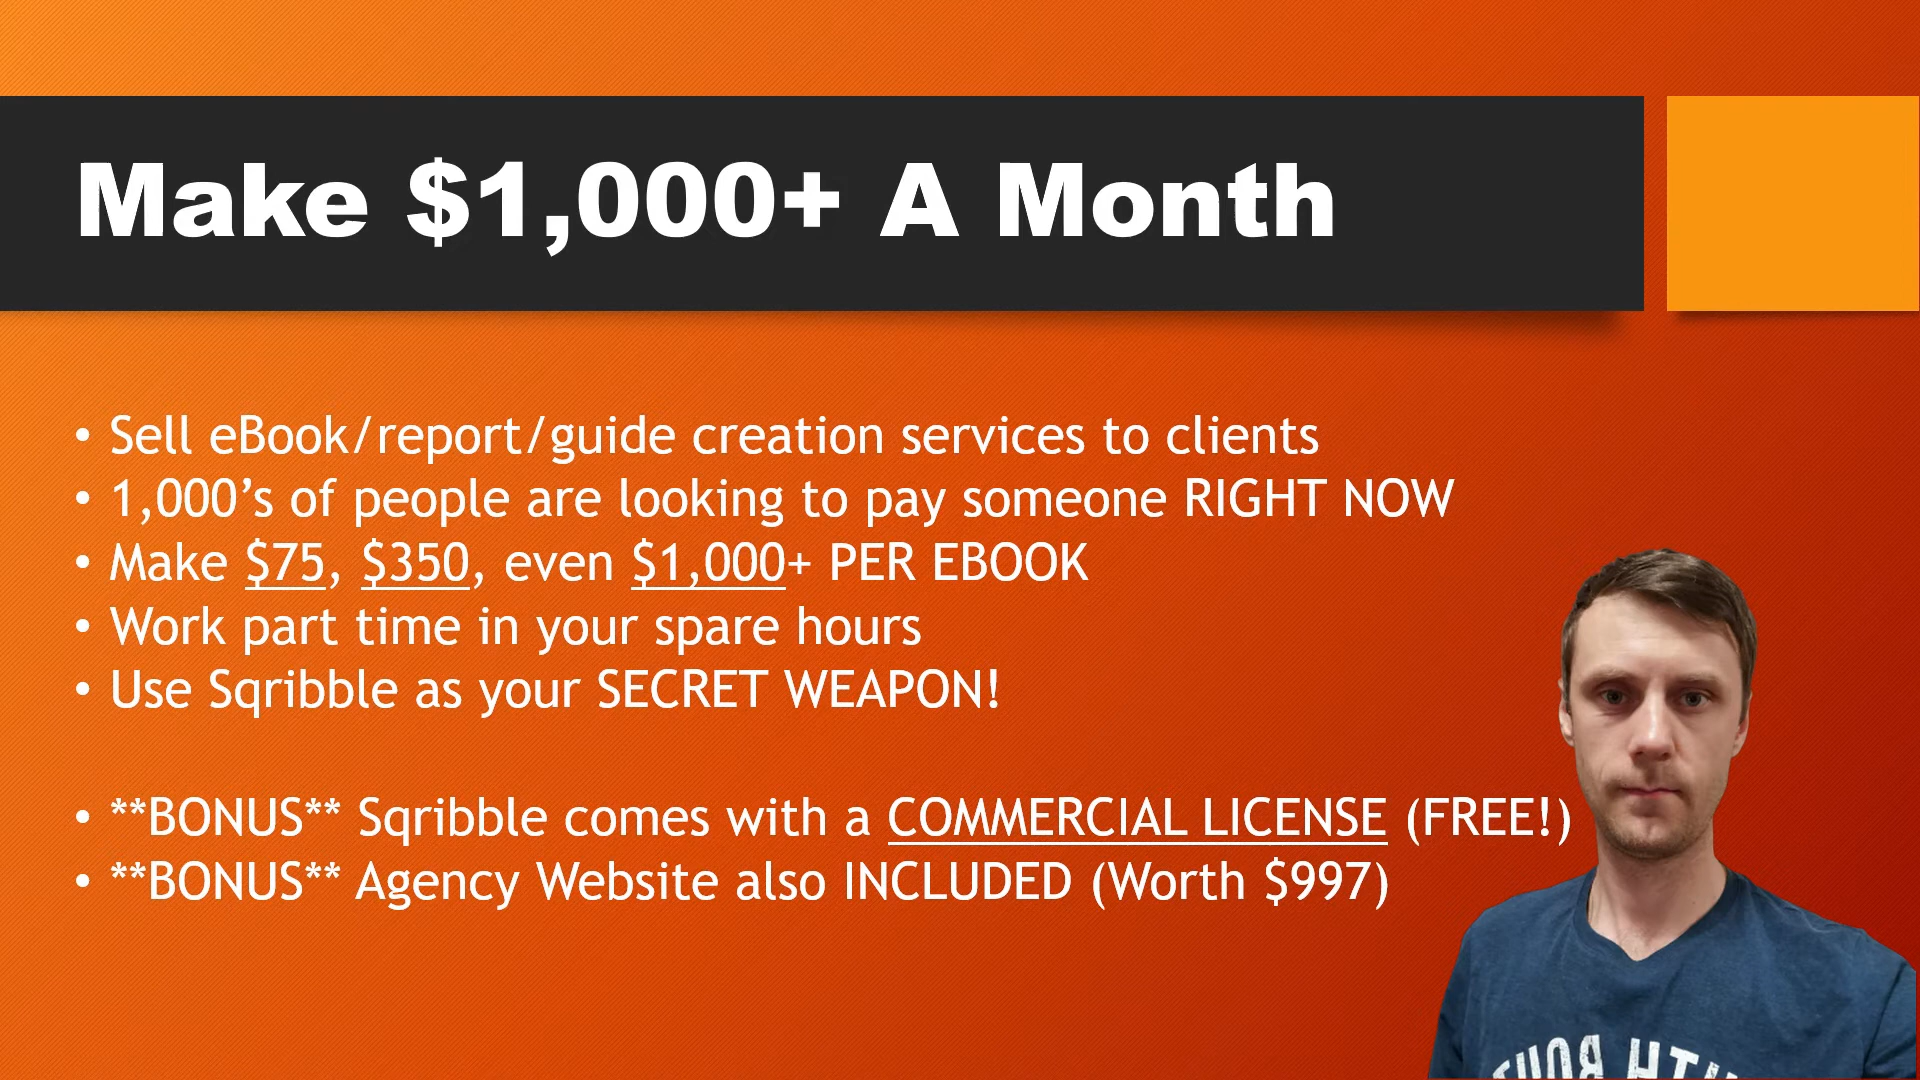 Make $1,000+ A Month
• Sell eBook/report/guide creation services to clients
• 1,000’s of people are looking to pay someone RIGHT NOW
• Make $75, $350, even $1,000+ PER EBOOK
• Work part time in your spare hours
• Use Sqribble as your SECRET WEAPON!
• **BONUS** Sqribble comes with a COMMERCIAL LICENSE (FREE!)
• **BONUS** Agency Website also INCLUDED (Worth $997)